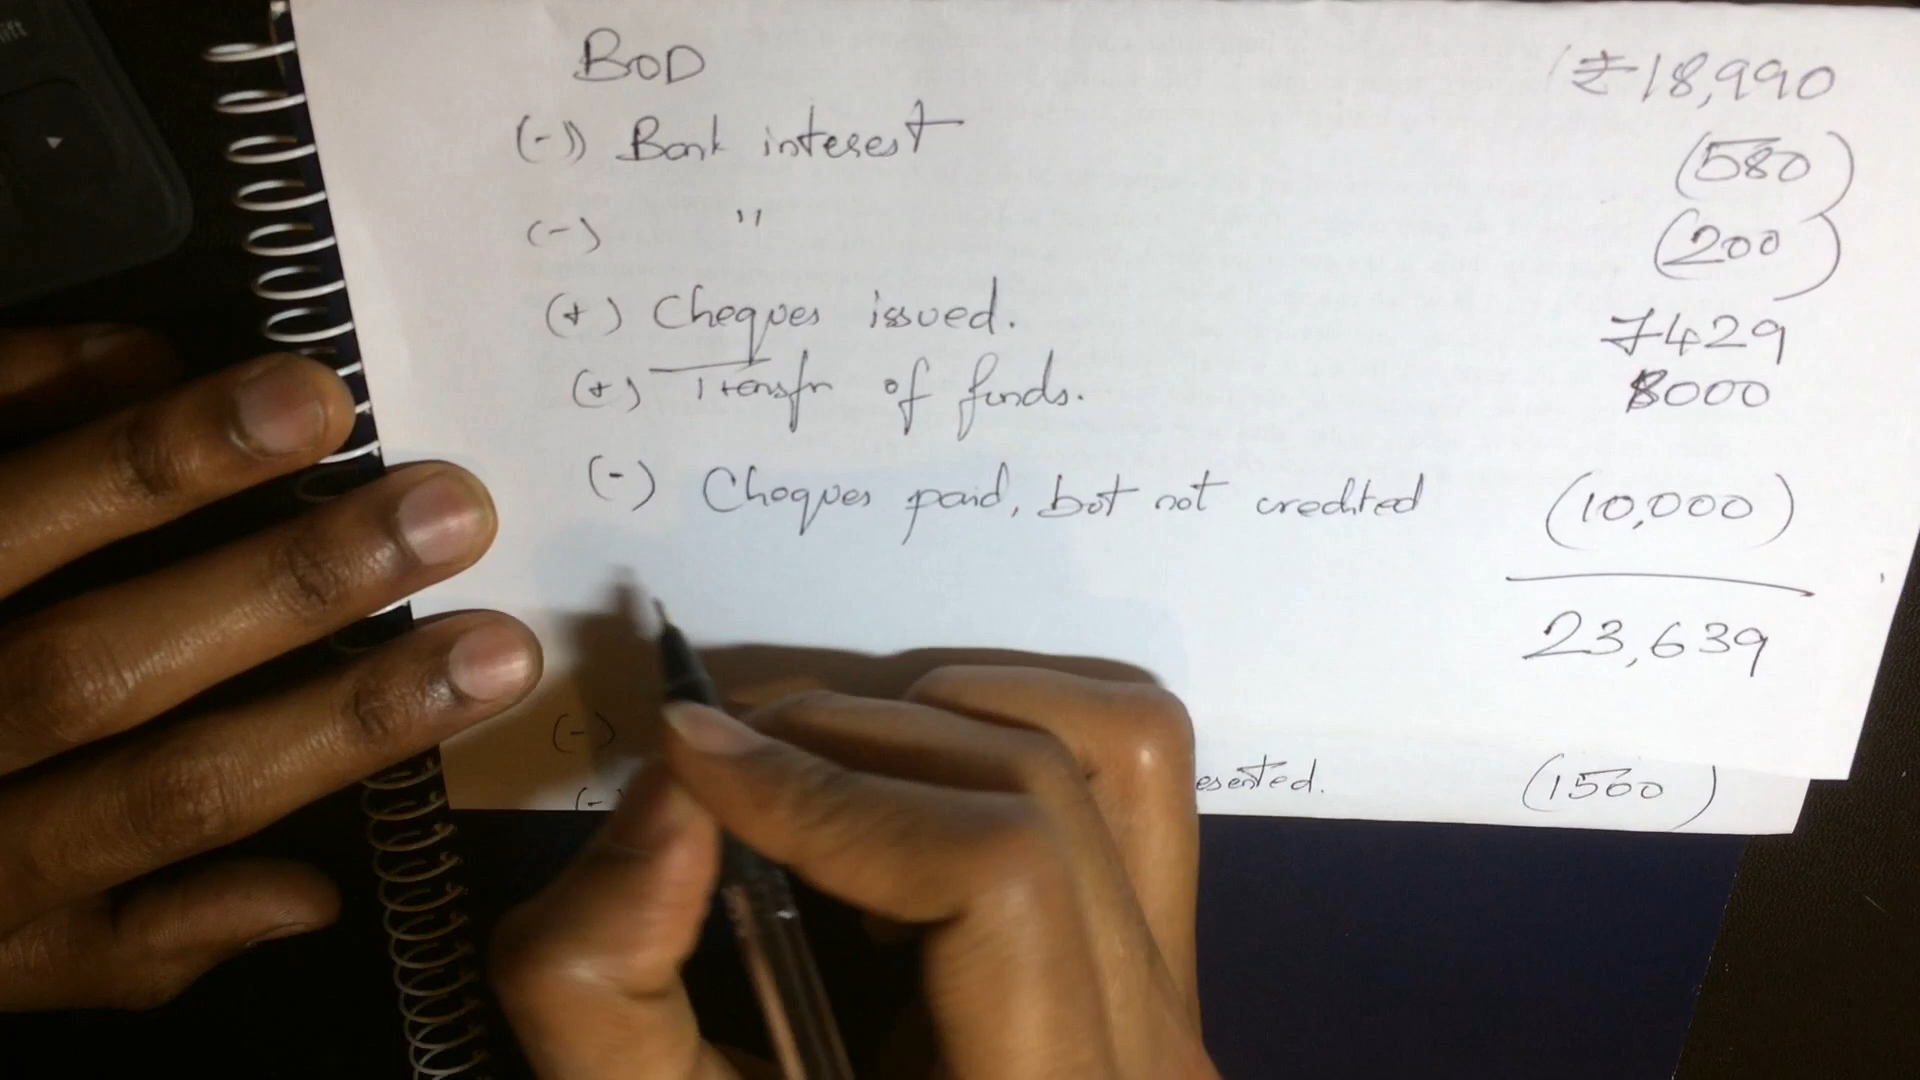 BOD ₹18,990
(-) Bank interest (580)
(-) " (200)
(+) Cheques issued. 7429
(+) Transfr of funds. 8000
(-) Cheques paid, but not credited (10,000)
23,639
(-)
(-) esented. (1500)